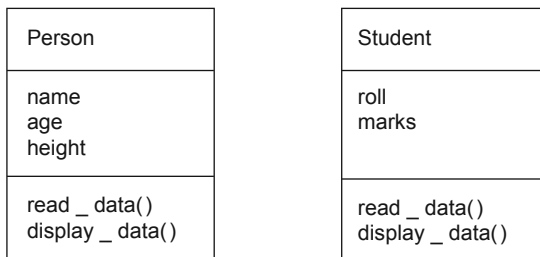 Person
name
age
height
read _ data()
display _ data()
Student
roll
marks
read _ data()
display _ data()